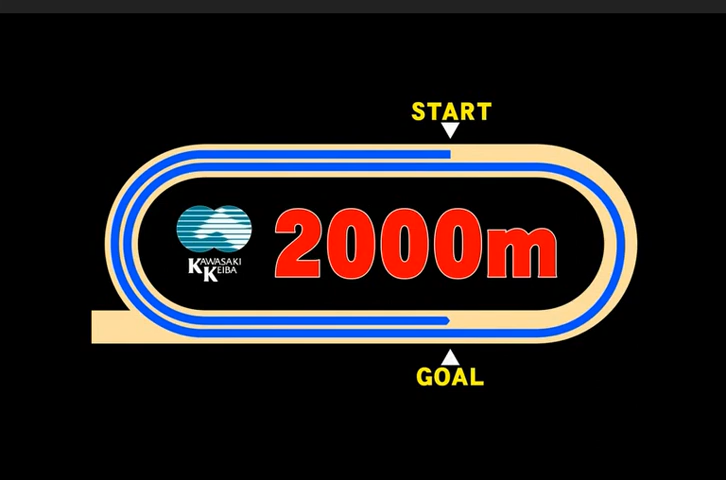 START
2000m
KAWASAKI
KEIBA
GOAL